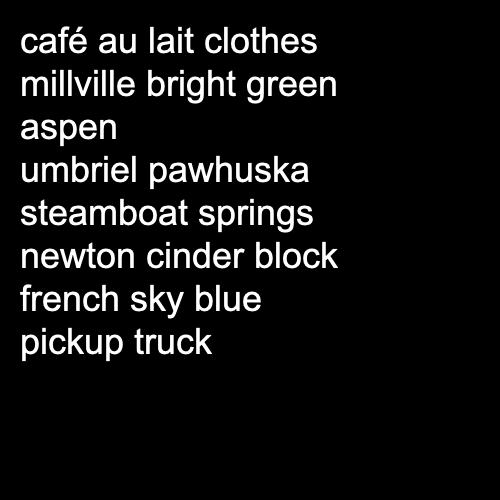 café au lait clothes
millville bright green
aspen
umbriel pawhuska
steamboat springs
newton cinder block
french sky blue
pickup truck